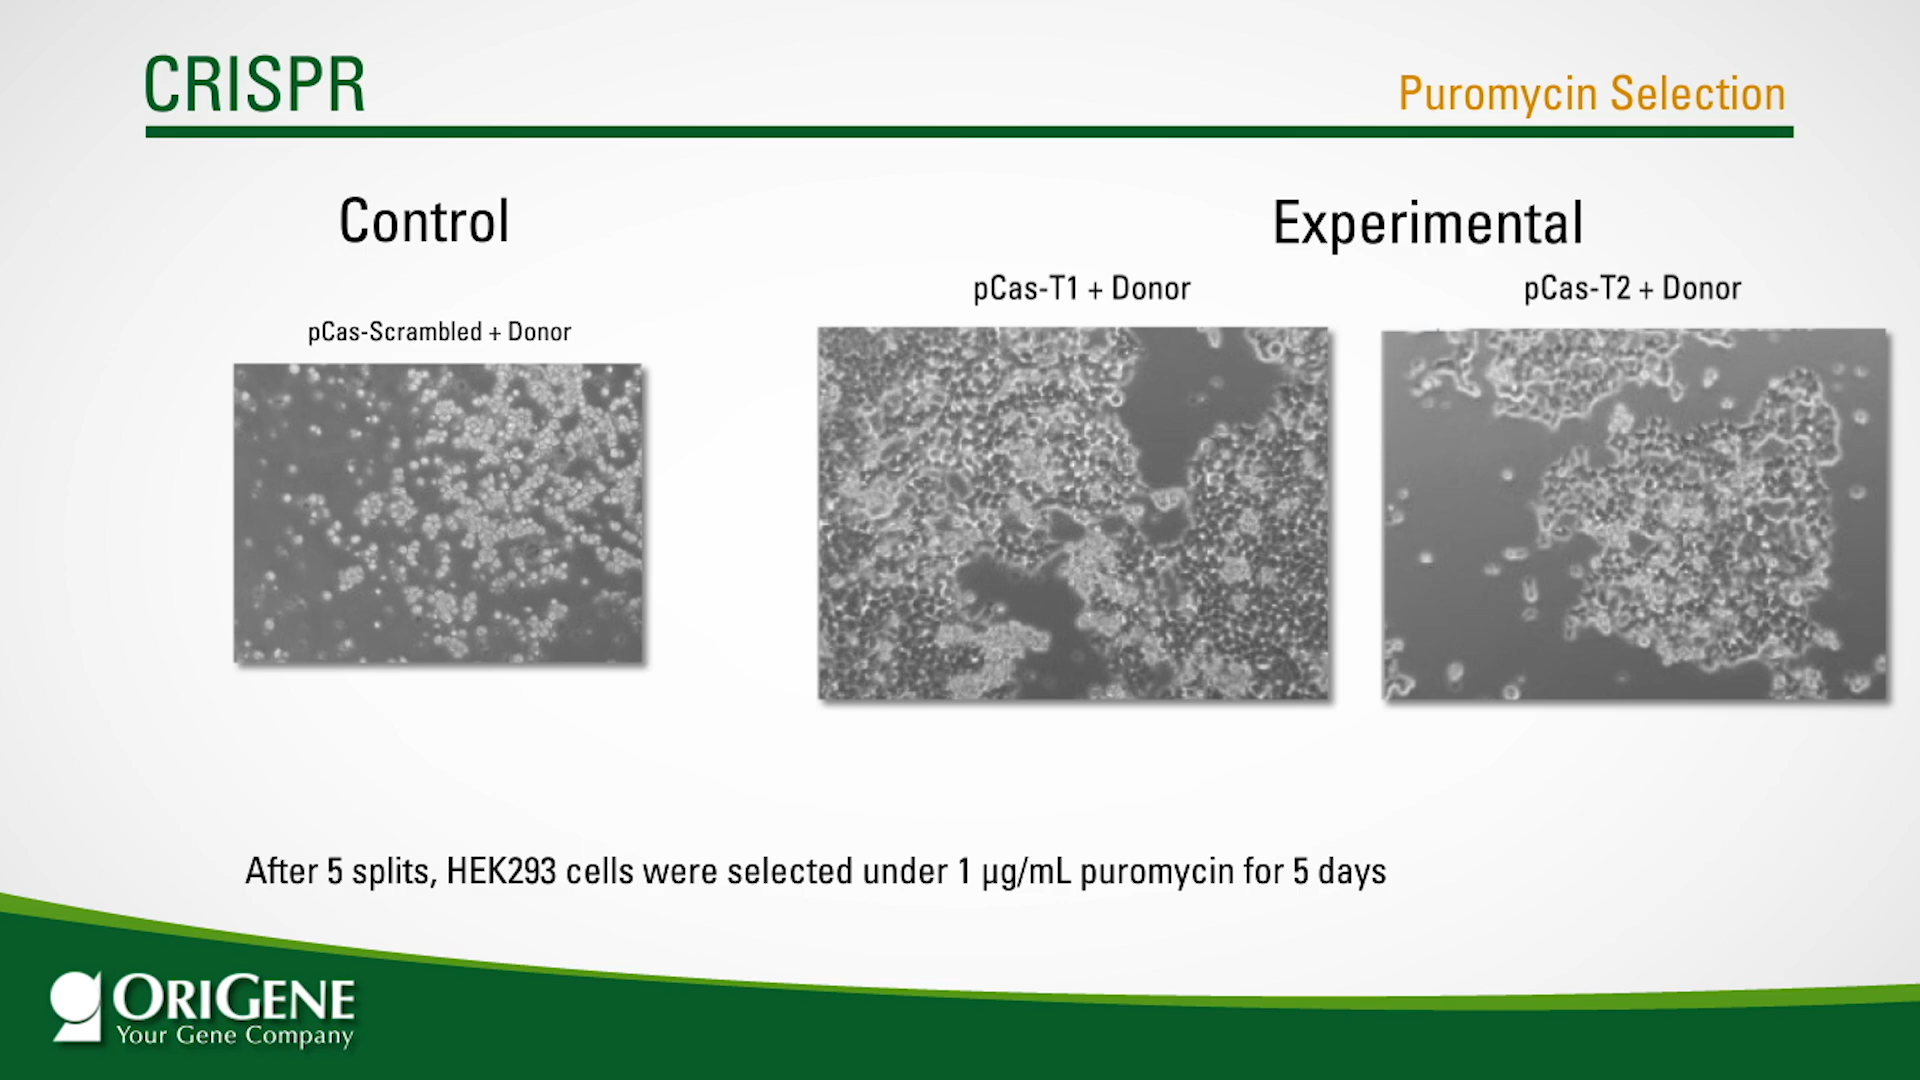 CRISPR
Puromycin Selection
Control
Experimental
pCas-Scrambled + Donor
pCas-T1 + Donor
pCas-T2 + Donor
After 5 splits, HEK293 cells were selected under 1 µg/mL puromycin for 5 days
ORIGENE
Your Gene Company